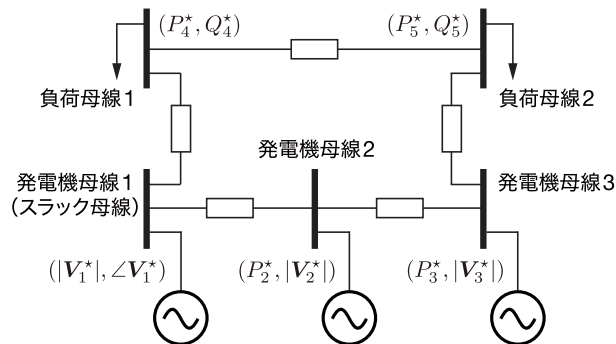 (P₄*, Q₄*)
(P₅*, Q₅*)
負荷母線1
負荷母線2
発電機母線2
発電機母線1
(スラック母線)
発電機母線3
(|V₁*|, ∠V₁*)
(P₂*, |V₂*|)
(P₃*, |V₃*|)